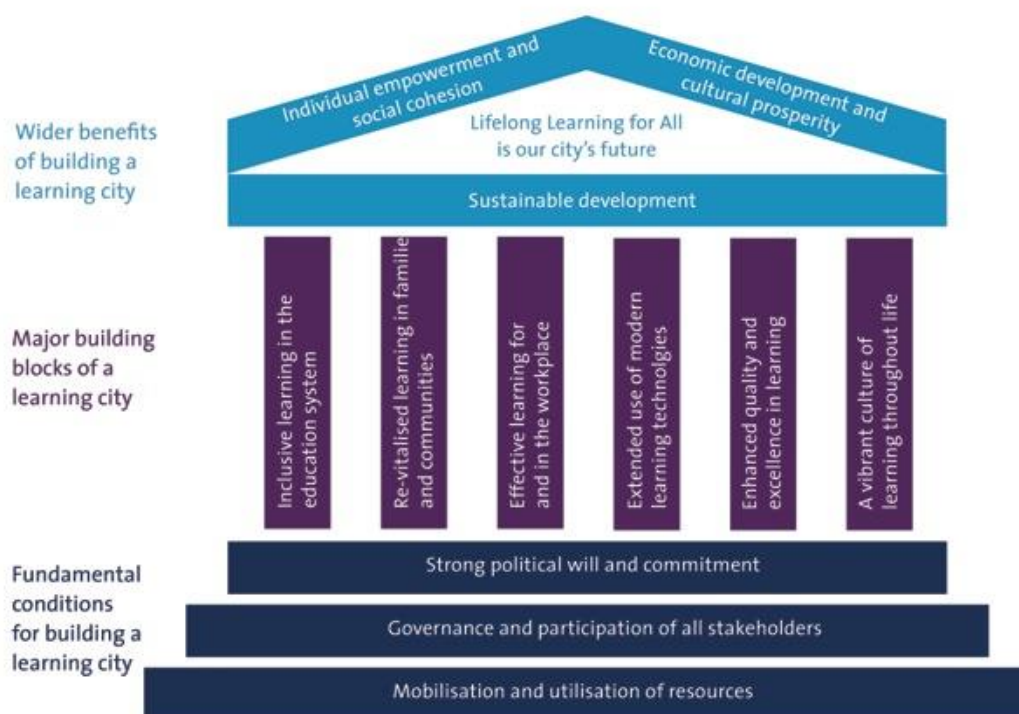 Individual empowerment and
social cohesion
Economic development and
cultural prosperity
Wider benefits
of building a
learning city
Lifelong Learning for All
is our city's future
Sustainable development
Major building
blocks of a
learning city
Inclusive learning in the
education system
Re-vitalised learning in familie
and communities
Effective learning for
and in the workplace
Extended use of modern
learning technolgies
Enhanced quality and
excellence in learning
A vibrant culture of
learning throughout life
Fundamental
conditions
for building a
learning city
Strong political will and commitment
Governance and participation of all stakeholders
Mobilisation and utilisation of resources